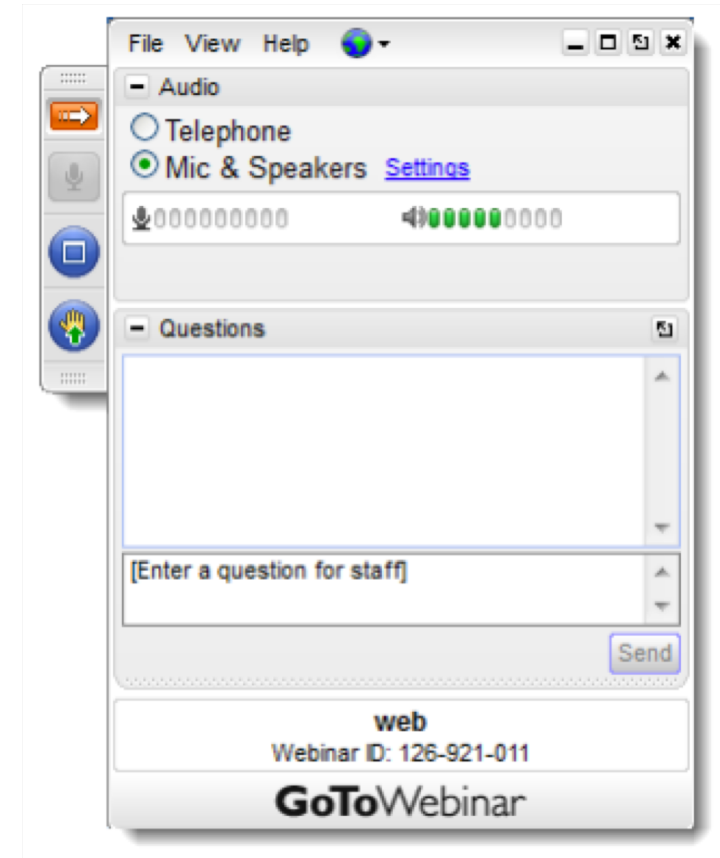 File View Help
Audio
Telephone
Mic & Speakers Settings
Questions
[Enter a question for staff]
Send
web
Webinar ID: 126-921-011
GoToWebinar